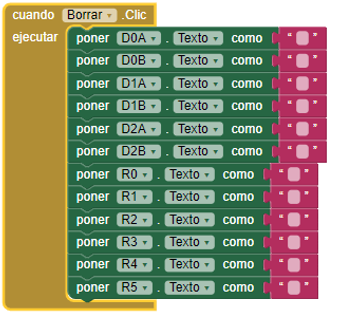 cuando Borrar .Clic
ejecutar poner D0A . Texto como " "
poner D0B . Texto como " "
poner D1A . Texto como " "
poner D1B . Texto como " "
poner D2A . Texto como " "
poner D2B . Texto como " "
poner R0 . Texto como " "
poner R1 . Texto como " "
poner R2 . Texto como " "
poner R3 . Texto como " "
poner R4 . Texto como " "
poner R5 . Texto como " "